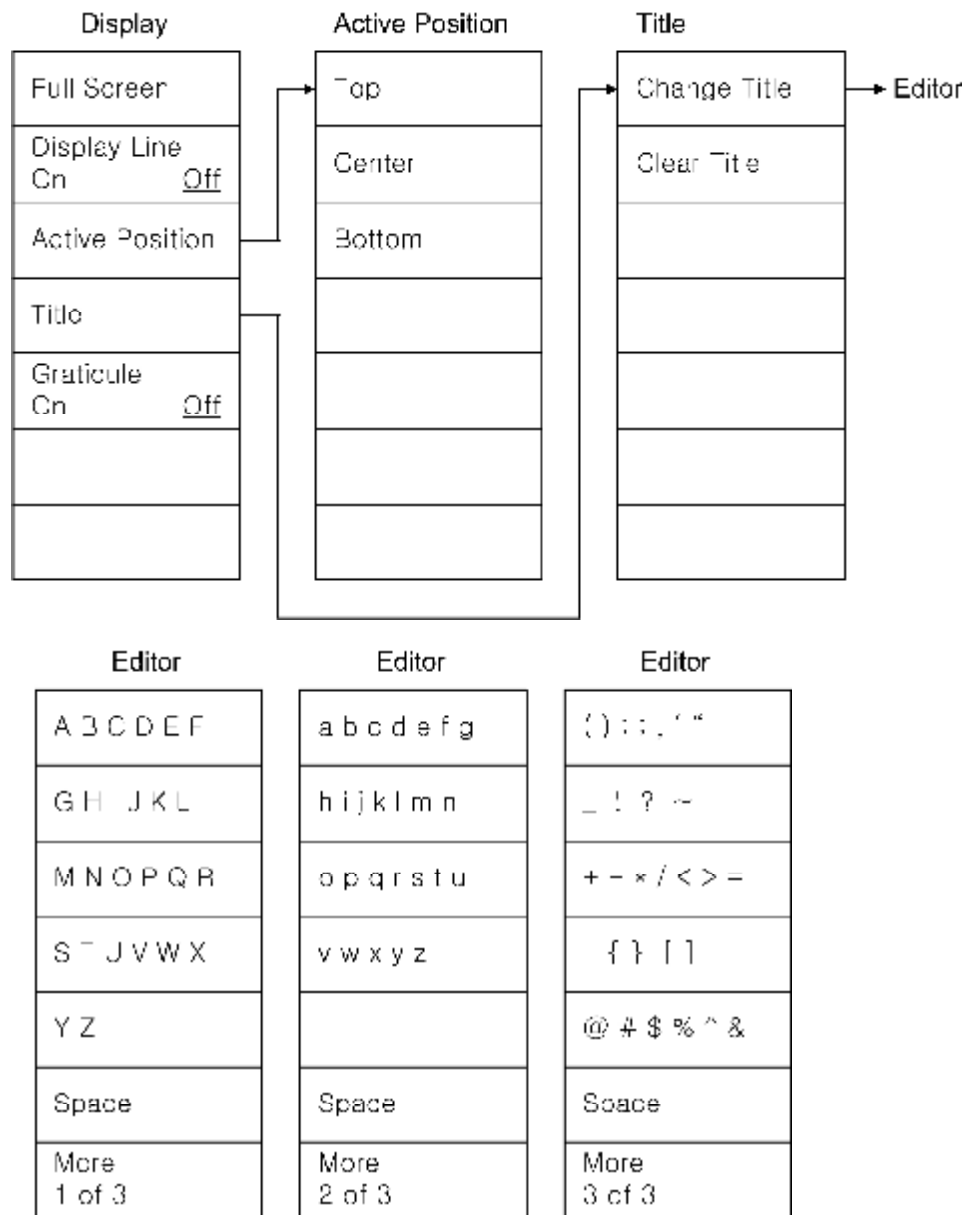 Display
Full Screen
Display Line
On Off
Active Position
Title
Graticule
On Off
Active Position
Top
Center
Bottom
Title
Change Title
Clear Title
Editor
Editor
A B C D E F
G H I J K L
M N O P Q R
S T U V W X
Y Z
Space
More
1 of 3
Editor
a b c d e f g
h i j k l m n
o p q r s t u
v w x y z
Space
More
2 of 3
Editor
_ ! ? ~
+ - * / < > =
{ } [ ]
@ # $ % ^ &
Space
More
3 of 3